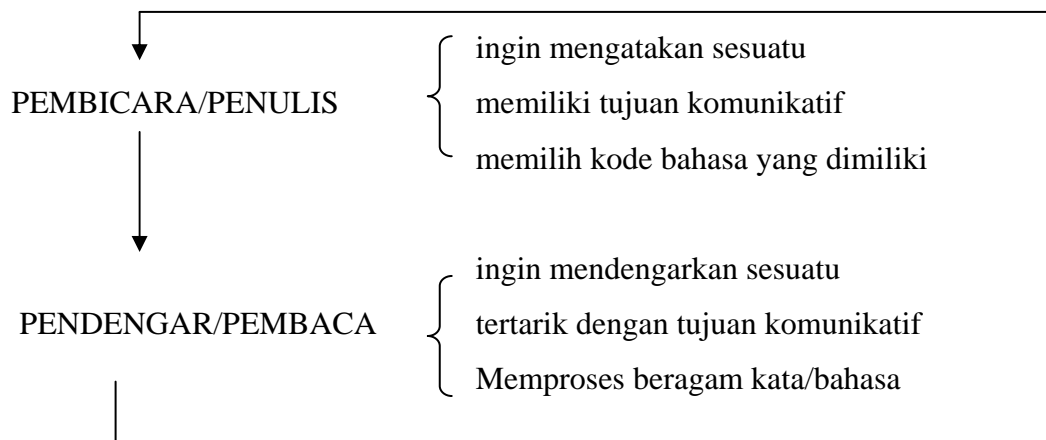 ingin mengatakan sesuatu
PEMBICARA/PENULIS
memiliki tujuan komunikatif
memilih kode bahasa yang dimiliki
ingin mendengarkan sesuatu
PENDENGAR/PEMBACA
tertarik dengan tujuan komunikatif
Memproses beragam kata/bahasa